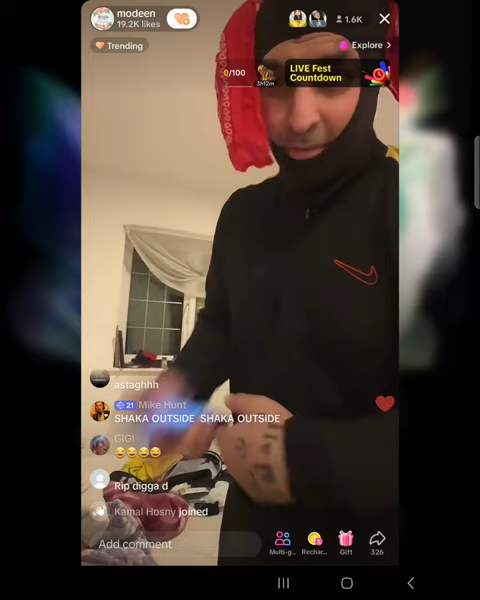 modeen
19.2K likes
1.6K
Trending
Explore >
0/100
3h12m
LIVE Fest
Countdown
astaghhh
21 Mike Hunt
SHAKA OUTSIDE SHAKA OUTSIDE
GIGI
😂😂😂😂
Rip digga d
Kamal Hosny joined
Add comment
Multi-g...
Rechar...
Gift
326